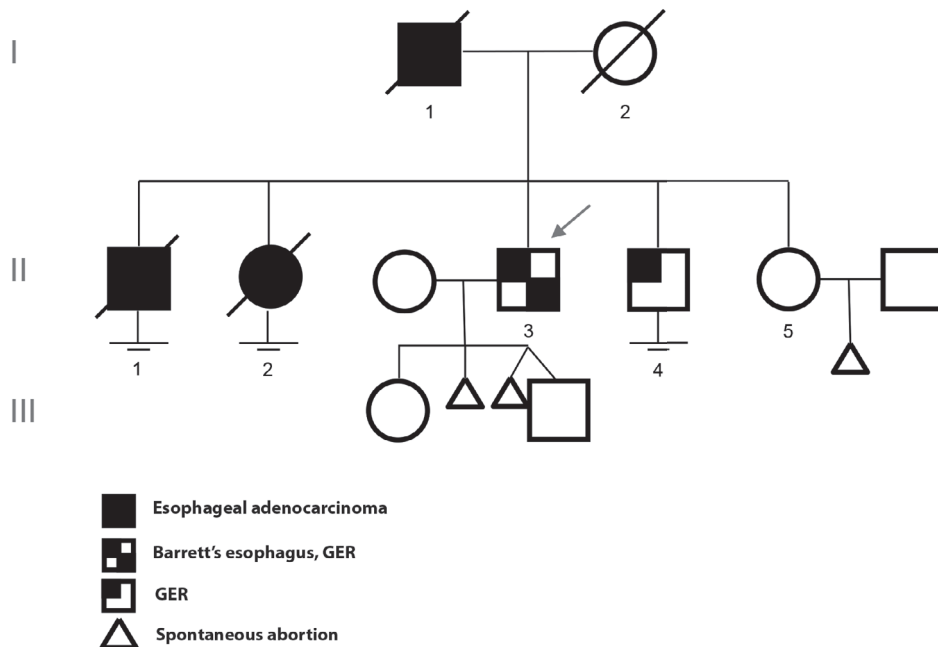 I
1
2
II
1
2
3
4
5
III
Esophageal adenocarcinoma
Barrett's esophagus, GER
GER
Spontaneous abortion